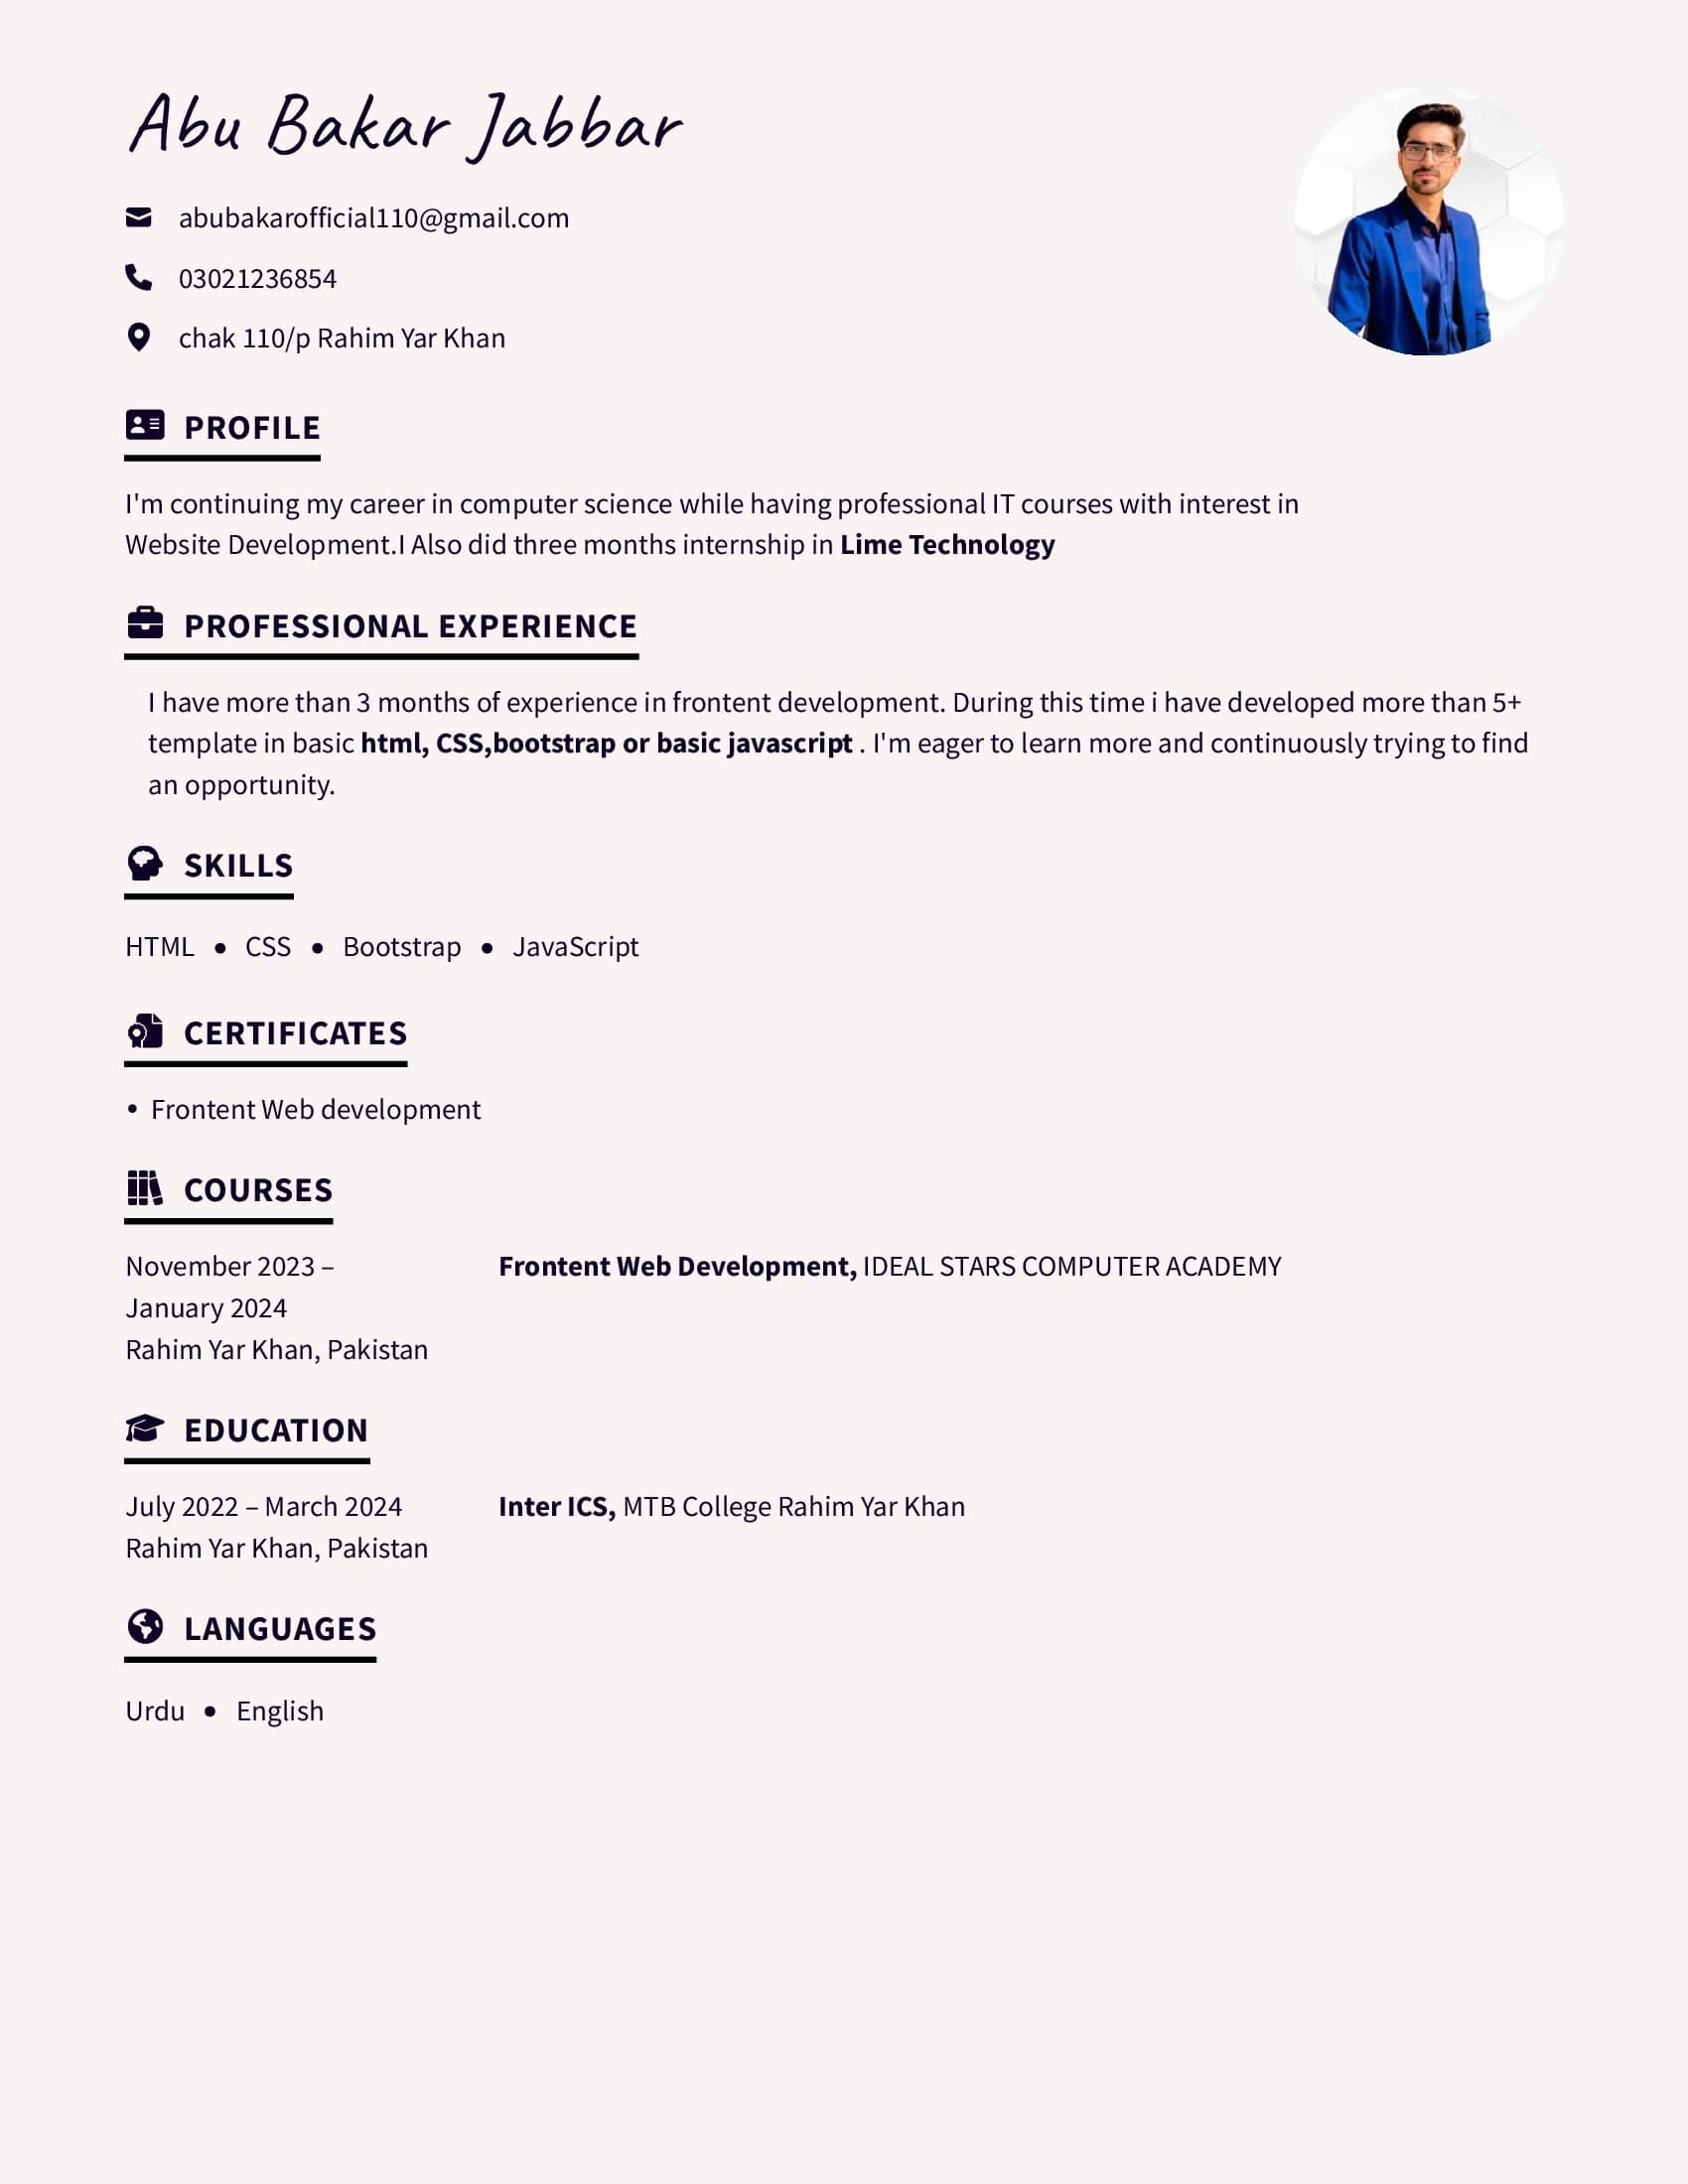 Abu Bakar Jabbar
abubakarofficial110@gmail.com
03021236854
chak 110/p Rahim Yar Khan
PROFILE
I'm continuing my career in computer science while having professional IT courses with interest in
Website Development.I Also did three months internship in Lime Technology
PROFESSIONAL EXPERIENCE
I have more than 3 months of experience in frontent development. During this time i have developed more than 5+
template in basic html, CSS,bootstrap or basic javascript . I'm eager to learn more and continuously trying to find
an opportunity.
SKILLS
HTML • CSS • Bootstrap • JavaScript
CERTIFICATES
• Frontent Web development
COURSES
November 2023 –
January 2024
Rahim Yar Khan, Pakistan
Frontent Web Development, IDEAL STARS COMPUTER ACADEMY
EDUCATION
July 2022 – March 2024
Rahim Yar Khan, Pakistan
Inter ICS, MTB College Rahim Yar Khan
LANGUAGES
Urdu • English